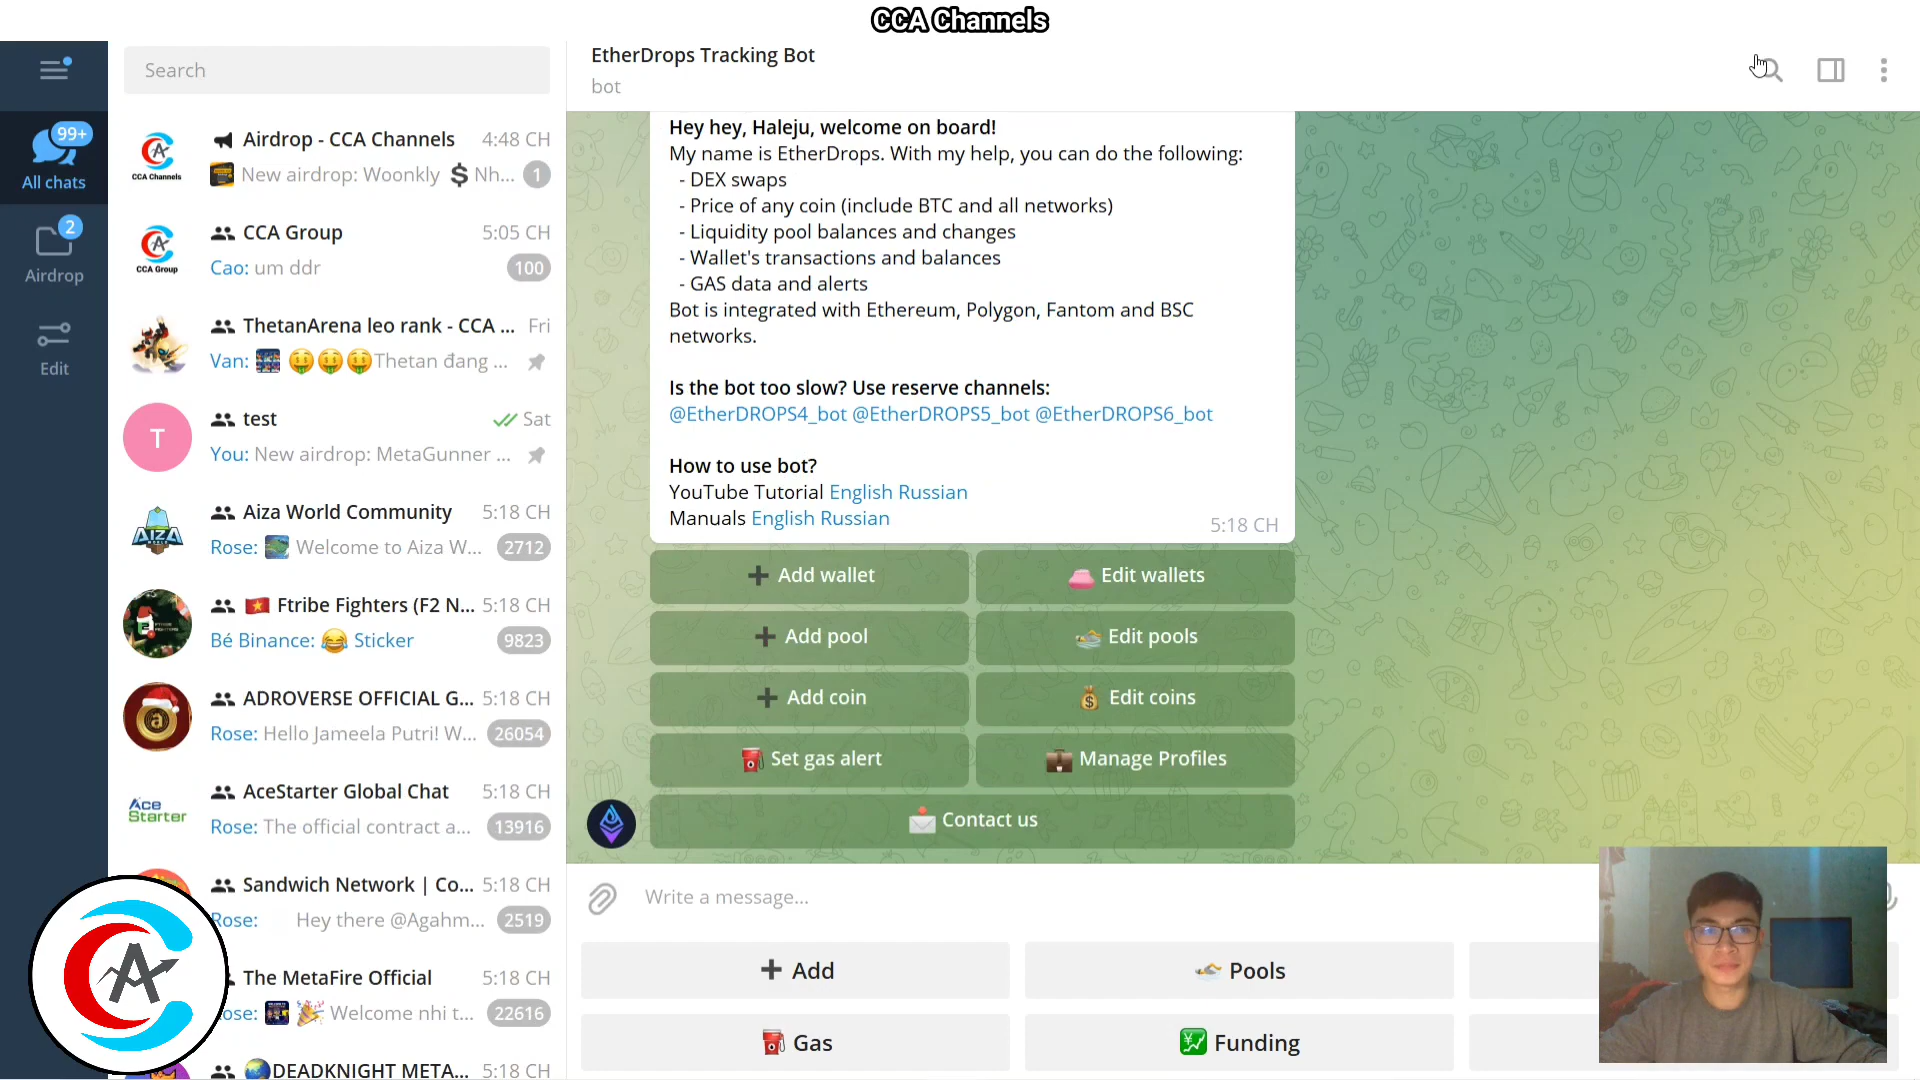 CCA Channels
Search
EtherDrops Tracking Bot
bot
99+
All chats
2
Airdrop
Edit
CCA Channels
Airdrop - CCA Channels 4:48 CH
New airdrop: Woonkly $ Nh... 1
CCA Group
CCA Group 5:05 CH
Cao: um ddr 100
ThetanArena leo rank - CCA ... Fri
Van: Thetan đang ...
T
test Sat
You: New airdrop: MetaGunner ...
AIZA
Aiza World Community 5:18 CH
Rose: Welcome to Aiza W... 2712
Ftribe Fighters (F2 N... 5:18 CH
Bé Binance: Sticker 9823
ADROVERSE OFFICIAL G... 5:18 CH
Rose: Hello Jameela Putri! W... 26054
Ace
Starter
AceStarter Global Chat 5:18 CH
Rose: The official contract a... 13916
Sandwich Network | Co... 5:18 CH
Rose: Hey there @Agahm... 2519
The MetaFire Official 5:18 CH
ose: Welcome nhi t... 22616
DEADKNIGHT META... 5:18 CH
CA
Hey hey, Haleju, welcome on board!
My name is EtherDrops. With my help, you can do the following:
- DEX swaps
- Price of any coin (include BTC and all networks)
- Liquidity pool balances and changes
- Wallet's transactions and balances
- GAS data and alerts
Bot is integrated with Ethereum, Polygon, Fantom and BSC
networks.
Is the bot too slow? Use reserve channels:
@EtherDROPS4_bot @EtherDROPS5_bot @EtherDROPS6_bot
How to use bot?
YouTube Tutorial English Russian
Manuals English Russian
5:18 CH
Add wallet
Edit wallets
Add pool
Edit pools
Add coin
Edit coins
Set gas alert
Manage Profiles
Contact us
Write a message...
Add
Pools
Gas
Funding